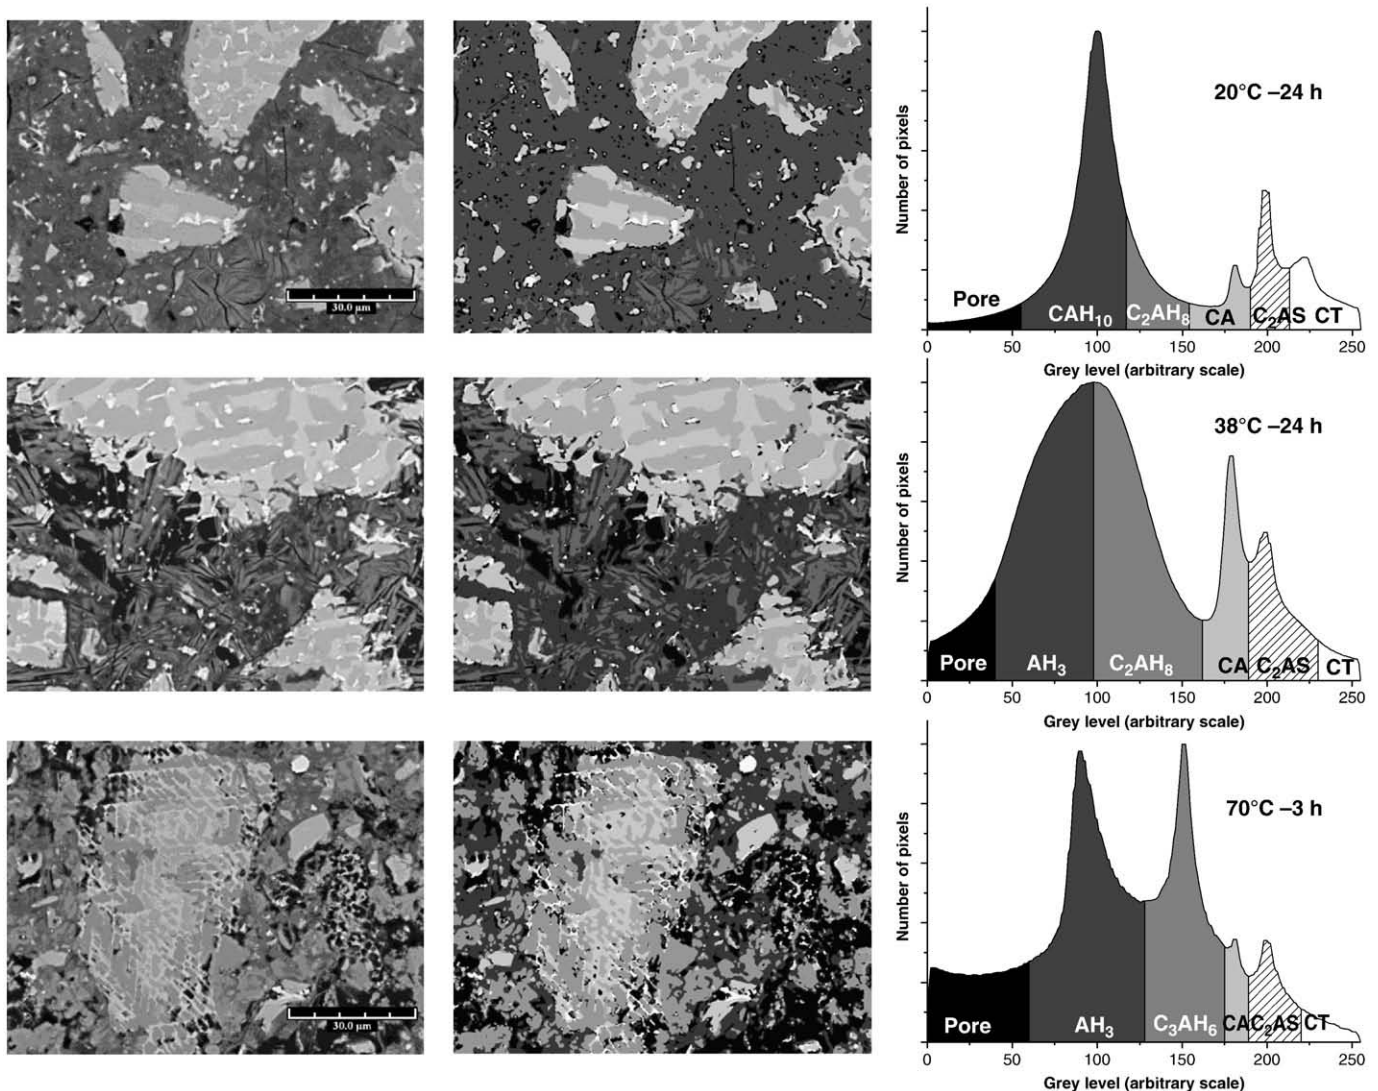 30.0 µm
Number of pixels
20°C –24 h
Pore
CAH₁₀
C₂AH₈
CA
C₂AS
CT
0 50 100 150 200 250
Grey level (arbitrary scale)
Number of pixels
38°C –24 h
Pore
AH₃
C₂AH₈
CA
C₂AS
CT
0 50 100 150 200 250
Grey level (arbitrary scale)
30.0 µm
Number of pixels
70°C –3 h
Pore
AH₃
C₃AH₆
CA
C₂AS
CT
0 50 100 150 200 250
Grey level (arbitrary scale)